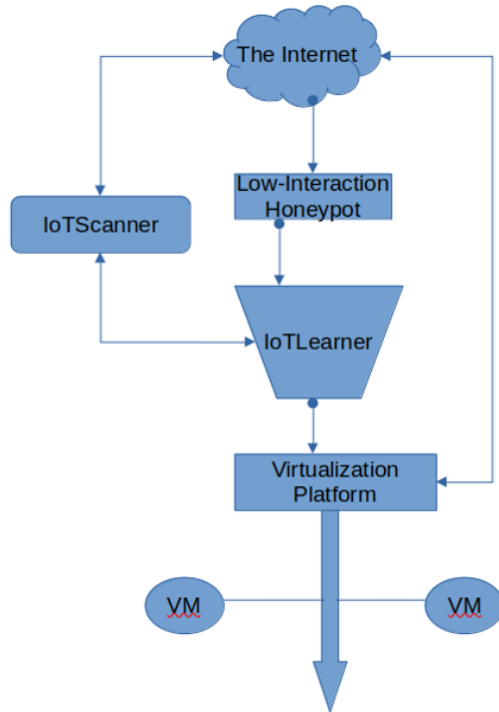 The Internet
Low-Interaction
Honeypot
IoTScanner
IoTLearner
Virtualization
Platform
VM
VM